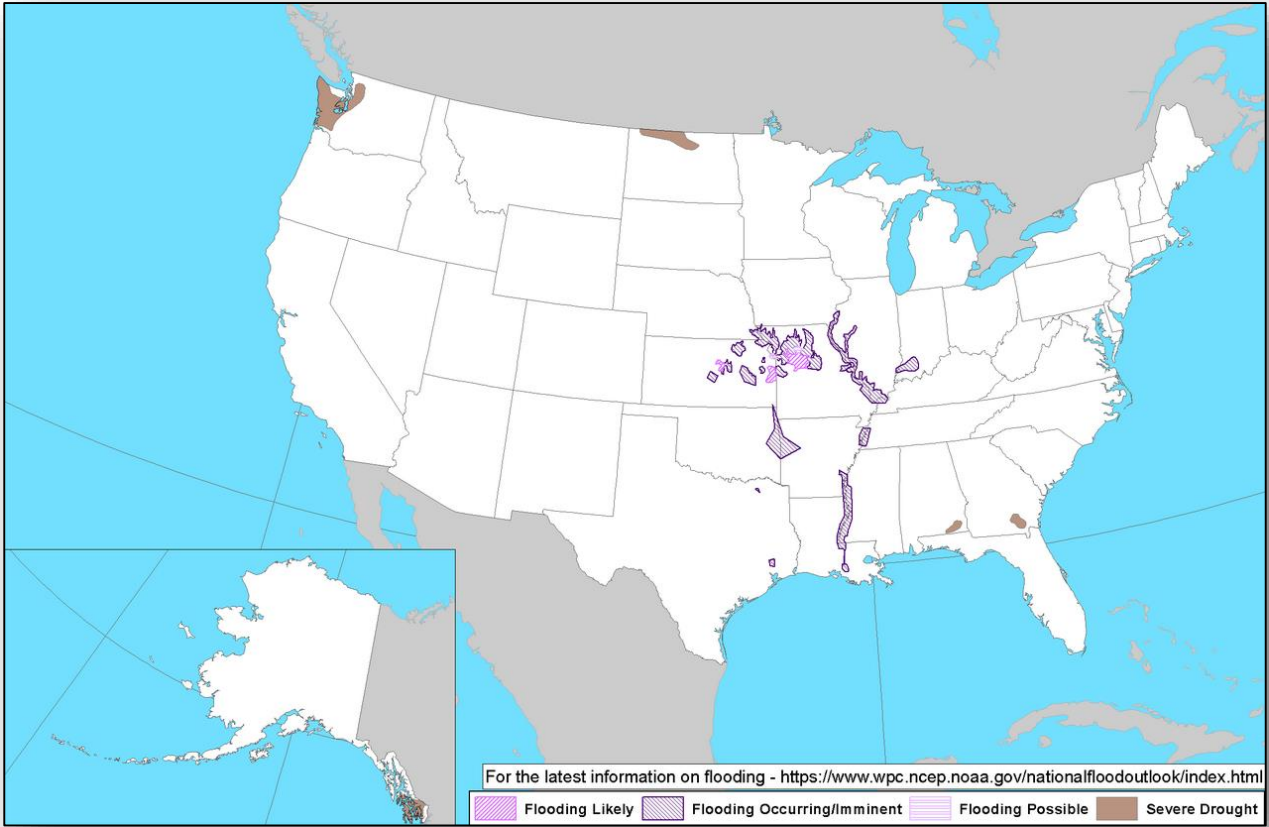 For the latest information on flooding - https://www.wpc.ncep.noaa.gov/nationalfloodoutlook/index.html
Flooding Likely Flooding Occurring/Imminent Flooding Possible Severe Drought